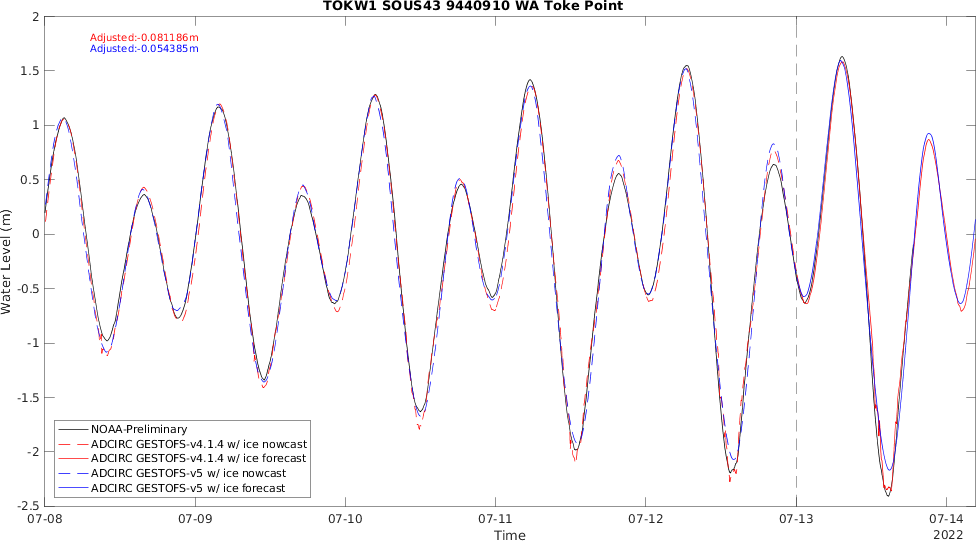 TOKW1 SOUS43 9440910 WA Toke Point
Adjusted:-0.081186m
Adjusted:-0.054385m
2
1.5
1
0.5
0
-0.5
-1
-1.5
-2
-2.5
Water Level (m)
NOAA-Preliminary
ADCIRC GESTOFS-v4.1.4 w/ ice nowcast
ADCIRC GESTOFS-v4.1.4 w/ ice forecast
ADCIRC GESTOFS-v5 w/ ice nowcast
ADCIRC GESTOFS-v5 w/ ice forecast
07-08 07-09 07-10 07-11 07-12 07-13 07-14
Time
2022